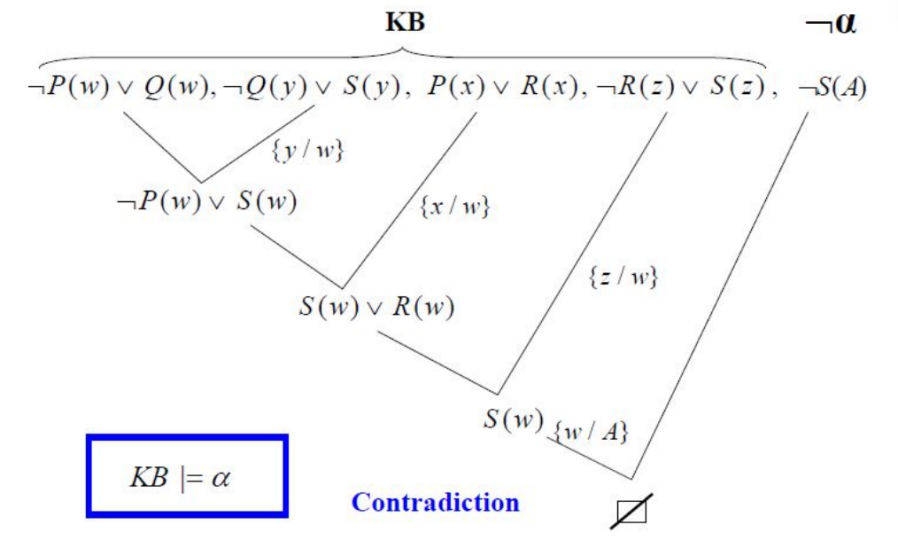 KB ¬α
¬P(w) ∨ Q(w), ¬Q(y) ∨ S(y), P(x) ∨ R(x), ¬R(z) ∨ S(z), ¬S(A)
{y / w}
¬P(w) ∨ S(w)
{x / w}
{z / w}
S(w) ∨ R(w)
S(w) {w / A}
KB |= α
Contradiction